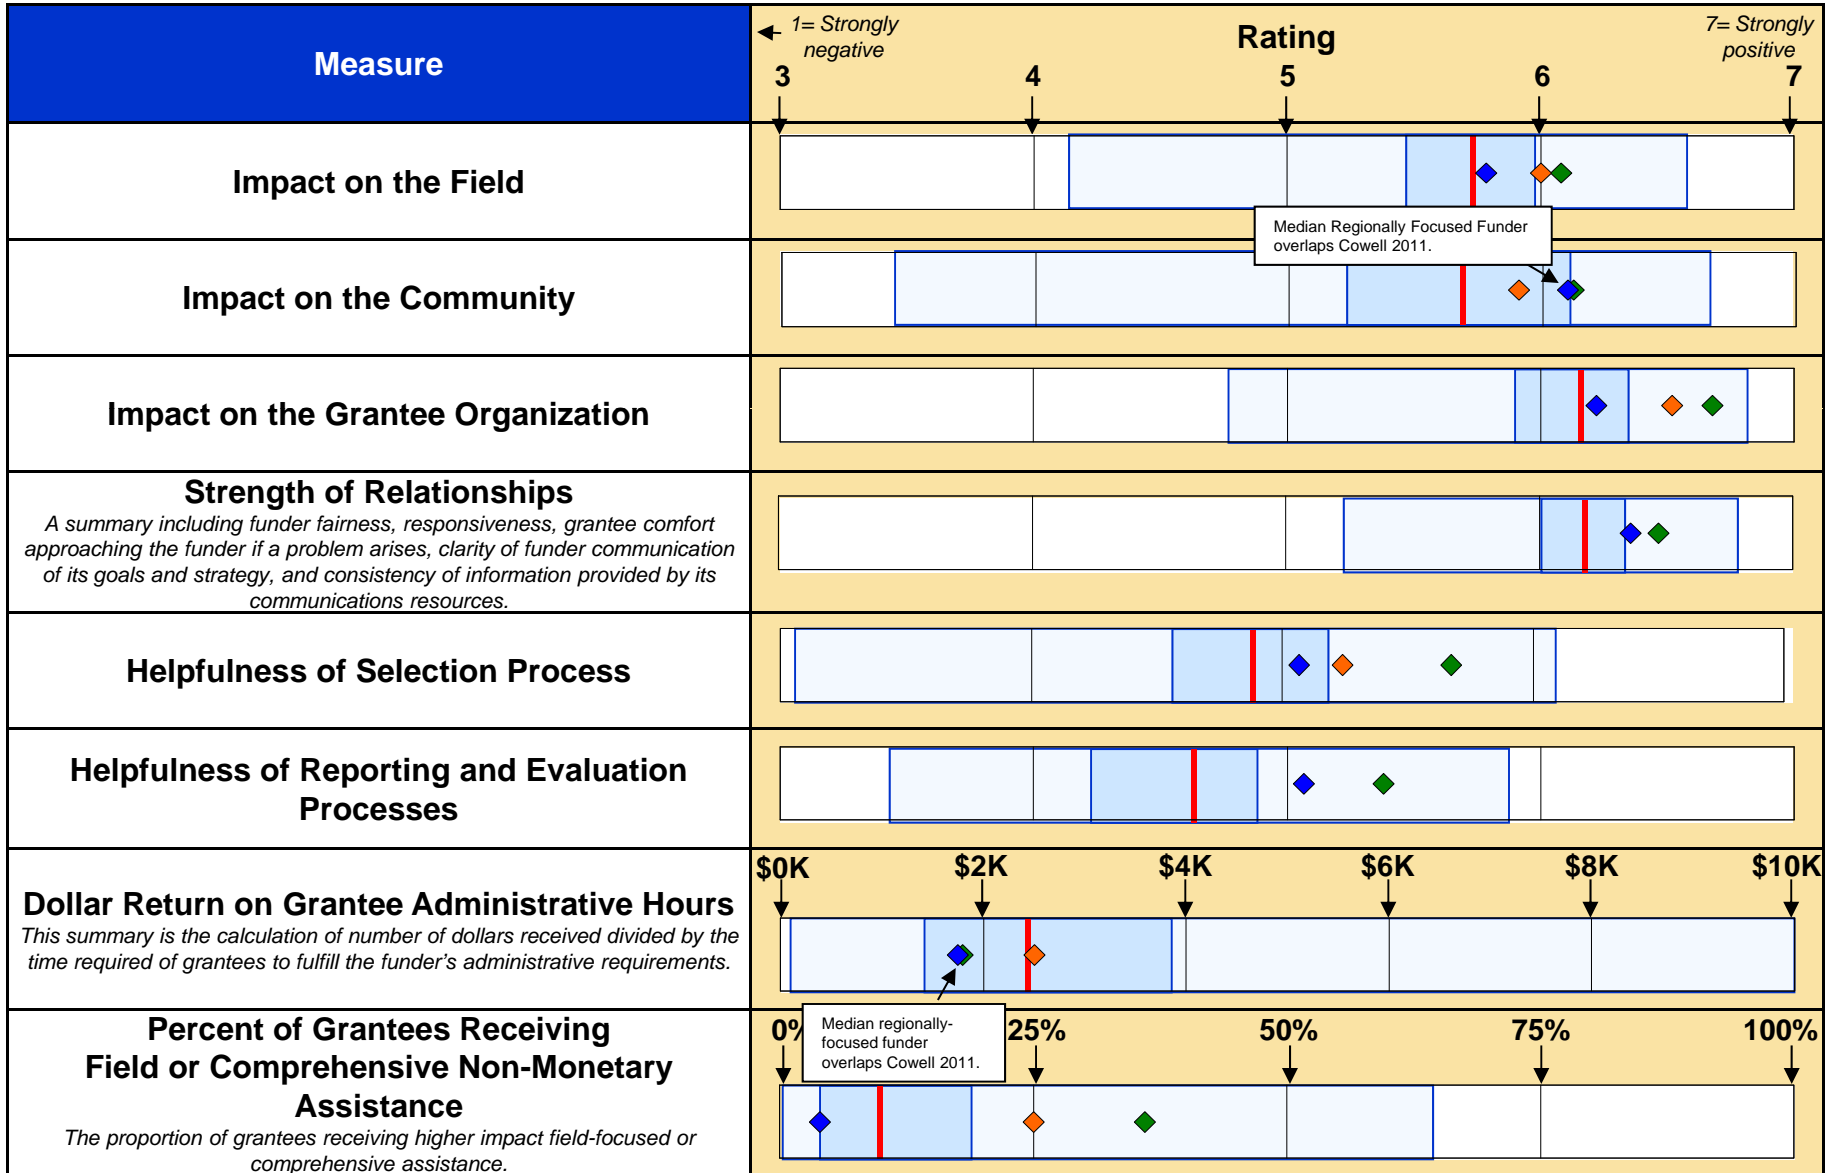 Measure
1= Strongly
negative
Rating
7= Strongly
positive
3 4 5 6 7
Impact on the Field
Median Regionally Focused Funder
overlaps Cowell 2011.
Impact on the Community
Impact on the Grantee Organization
Strength of Relationships
A summary including funder fairness, responsiveness, grantee comfort
approaching the funder if a problem arises, clarity of funder communication
of its goals and strategy, and consistency of information provided by its
communications resources.
Helpfulness of Selection Process
Helpfulness of Reporting and Evaluation
Processes
$0K $2K $4K $6K $8K $10K
Dollar Return on Grantee Administrative Hours
This summary is the calculation of number of dollars received divided by the
time required of grantees to fulfill the funder's administrative requirements.
Median regionally-
focused funder
overlaps Cowell 2011.
0% 25% 50% 75% 100%
Percent of Grantees Receiving
Field or Comprehensive Non-Monetary
Assistance
The proportion of grantees receiving higher impact field-focused or
comprehensive assistance.